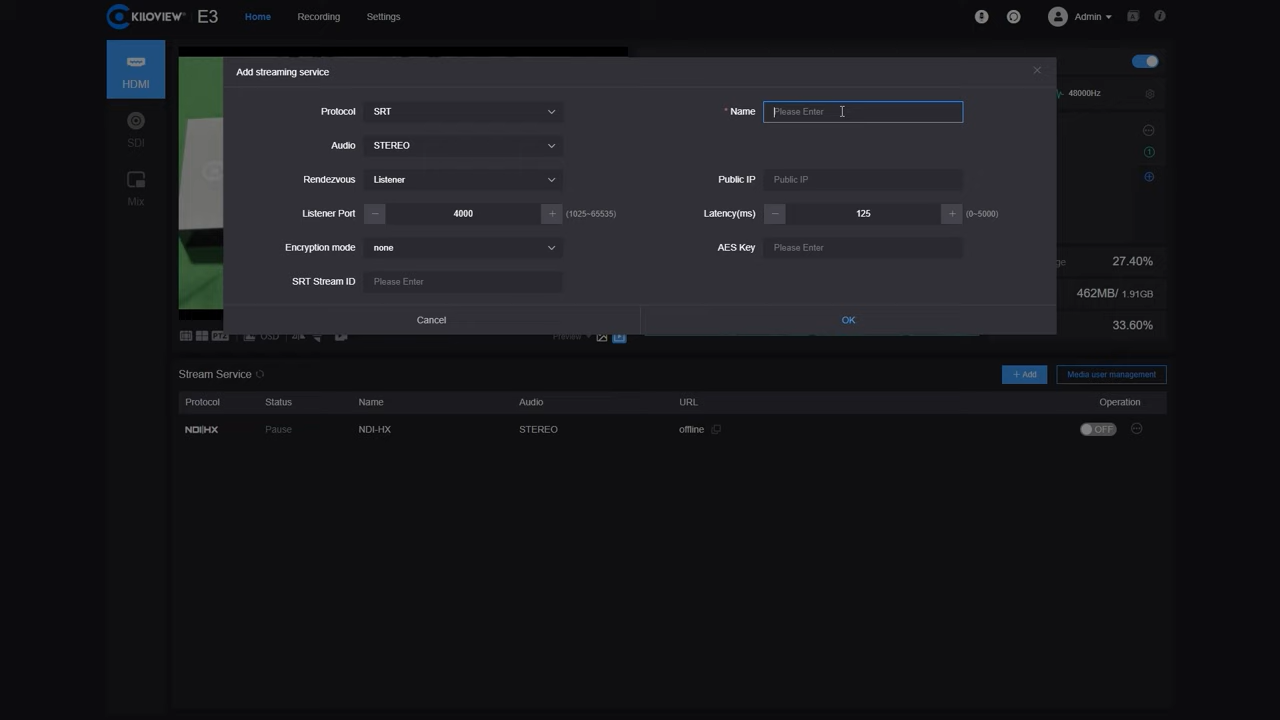 KILOVIEW® E3 Home Recording Settings Admin
HDMI
SDI
Mix
Add streaming service
Protocol SRT * Name Please Enter
Audio STEREO
Rendezvous Listener Public IP Public IP
Listener Port − 4000 + (1025~65535) Latency(ms) − 125 + (0~5000)
Encryption mode none AES Key Please Enter
SRT Stream ID Please Enter
Cancel OK
48000Hz
27.40%
462MB/ 1.91GB
33.60%
PTZ OSD Preview
Stream Service + Add Media user management
Protocol Status Name Audio URL Operation
NDI|HX Pause NDI-HX STEREO offline OFF